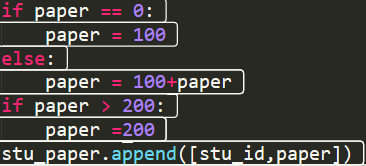 if paper == 0:
    paper = 100
else:
    paper = 100+paper
if paper > 200:
    paper =200
stu_paper.append([stu_id,paper])